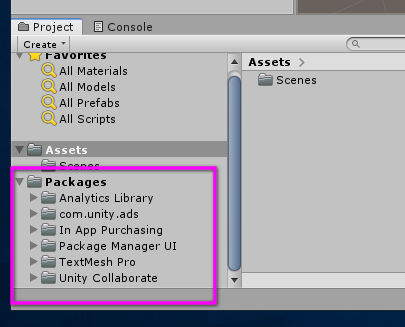 Project
Console
Create
Favorites
All Materials
All Models
All Prefabs
All Scripts
Assets
Scenes
Packages
Analytics Library
com.unity.ads
In App Purchasing
Package Manager UI
TextMesh Pro
Unity Collaborate
Assets
Scenes